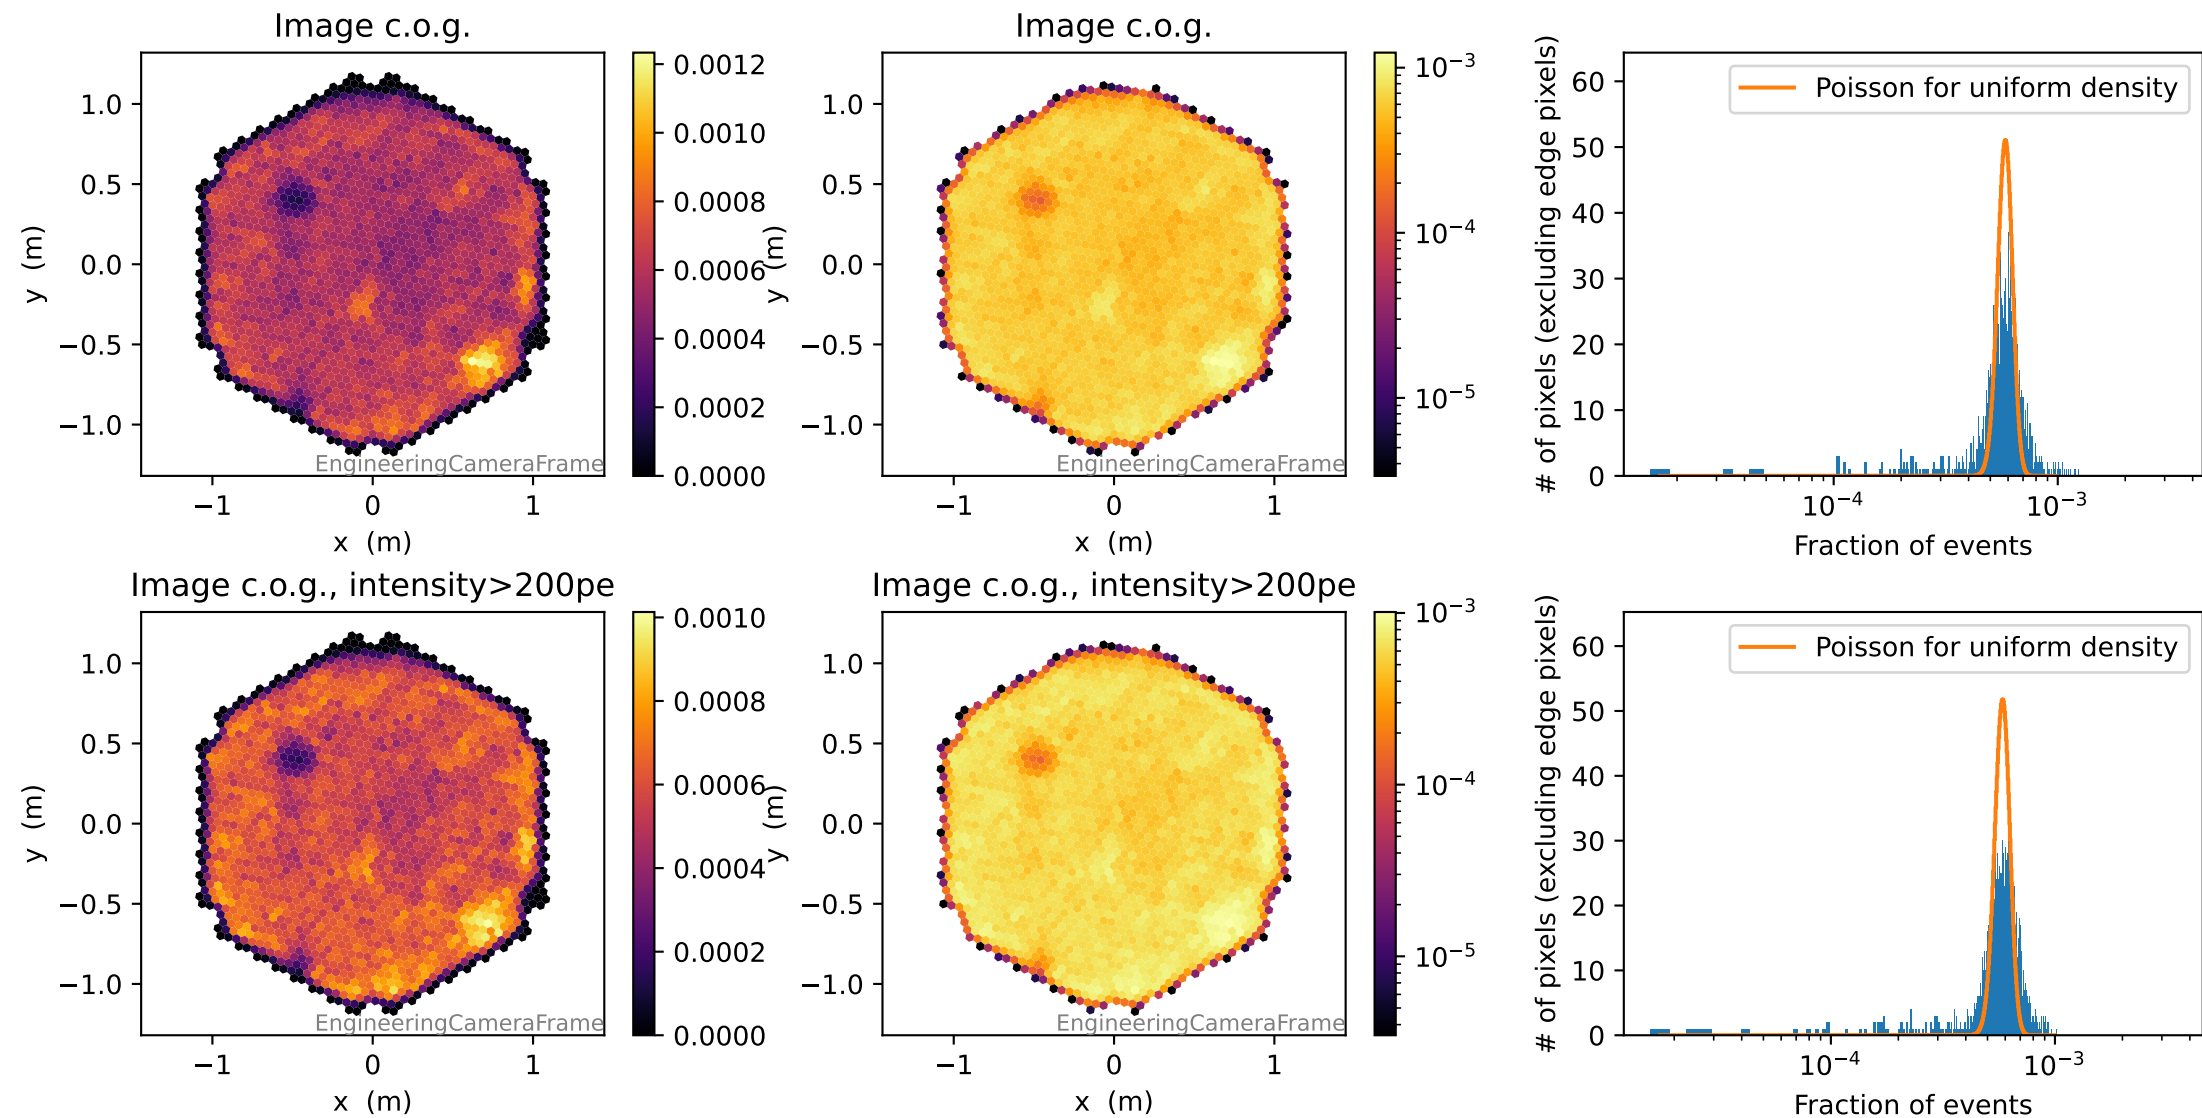 Image c.o.g.
1.0
0.5
0.0
−0.5
−1.0
y (m)
−1 0 1
x (m)
EngineeringCameraFrame
0.0012
0.0010
0.0008
0.0006
0.0004
0.0002
0.0000
Image c.o.g.
1.0
0.5
0.0
−0.5
−1.0
y (m)
−1 0 1
x (m)
EngineeringCameraFrame
10−3
10−4
10−5
Poisson for uniform density
60
50
40
30
20
10
0
# of pixels (excluding edge pixels)
10−4 10−3
Fraction of events
Image c.o.g., intensity>200pe
1.0
0.5
0.0
−0.5
−1.0
y (m)
−1 0 1
x (m)
EngineeringCameraFrame
0.0010
0.0008
0.0006
0.0004
0.0002
0.0000
Image c.o.g., intensity>200pe
1.0
0.5
0.0
−0.5
−1.0
y (m)
−1 0 1
x (m)
EngineeringCameraFrame
10−3
10−4
10−5
Poisson for uniform density
60
50
40
30
20
10
0
# of pixels (excluding edge pixels)
10−4 10−3
Fraction of events